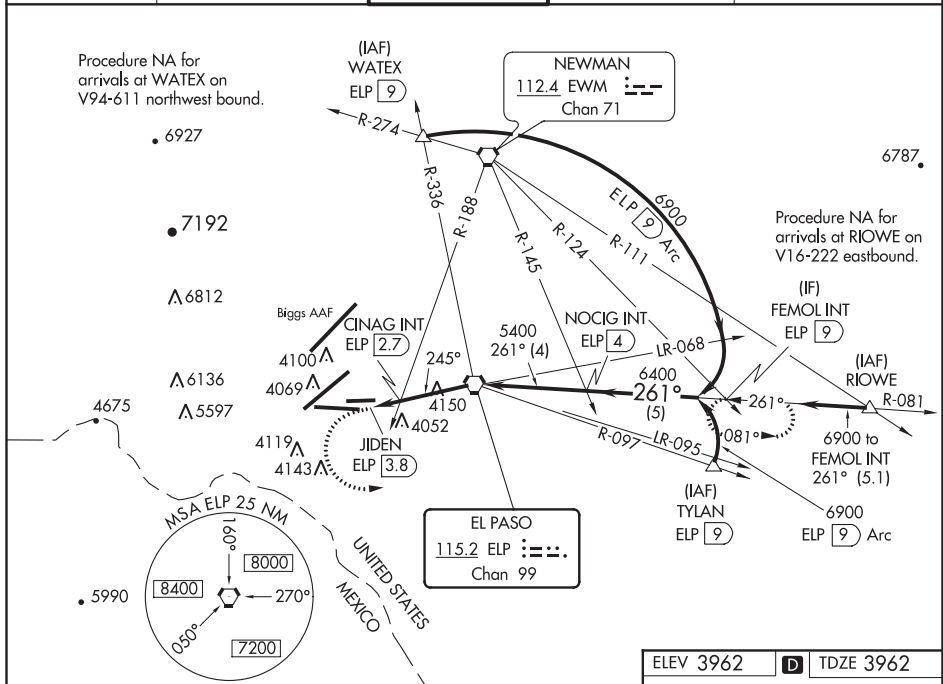 Procedure NA for
arrivals at WATEX on
V94-611 northwest bound.
(IAF)
WATEX
ELP 9
NEWMAN
112.4 EWM
Chan 71
R-274
6927
6787
R-336
R-188
6900
ELP 9 Arc
7192
R-145
R-124
R-111
Procedure NA for
arrivals at RIOWE on
V16-222 eastbound.
(IF)
FEMOL INT
ELP 9
6812
Biggs AAF
CINAG INT
ELP 2.7
NOCIG INT
ELP 4
5400
261° (4)
LR-068
(IAF)
RIOWE
4100
245°
6400
261°
(5)
261°
R-081
6136
4069
4150
5597
4675
4052
081°
6900 to
FEMOL INT
261° (5.1)
4119
JIDEN
ELP 3.8
R-097
LR-095
4143
(IAF)
TYLAN
ELP 9
6900
ELP 9 Arc
MSA ELP 25 NM
160°
8000
8400
270°
050°
7200
EL PASO
115.2 ELP
Chan 99
UNITED STATES
MEXICO
5990
ELEV 3962
D
TDZE 3962